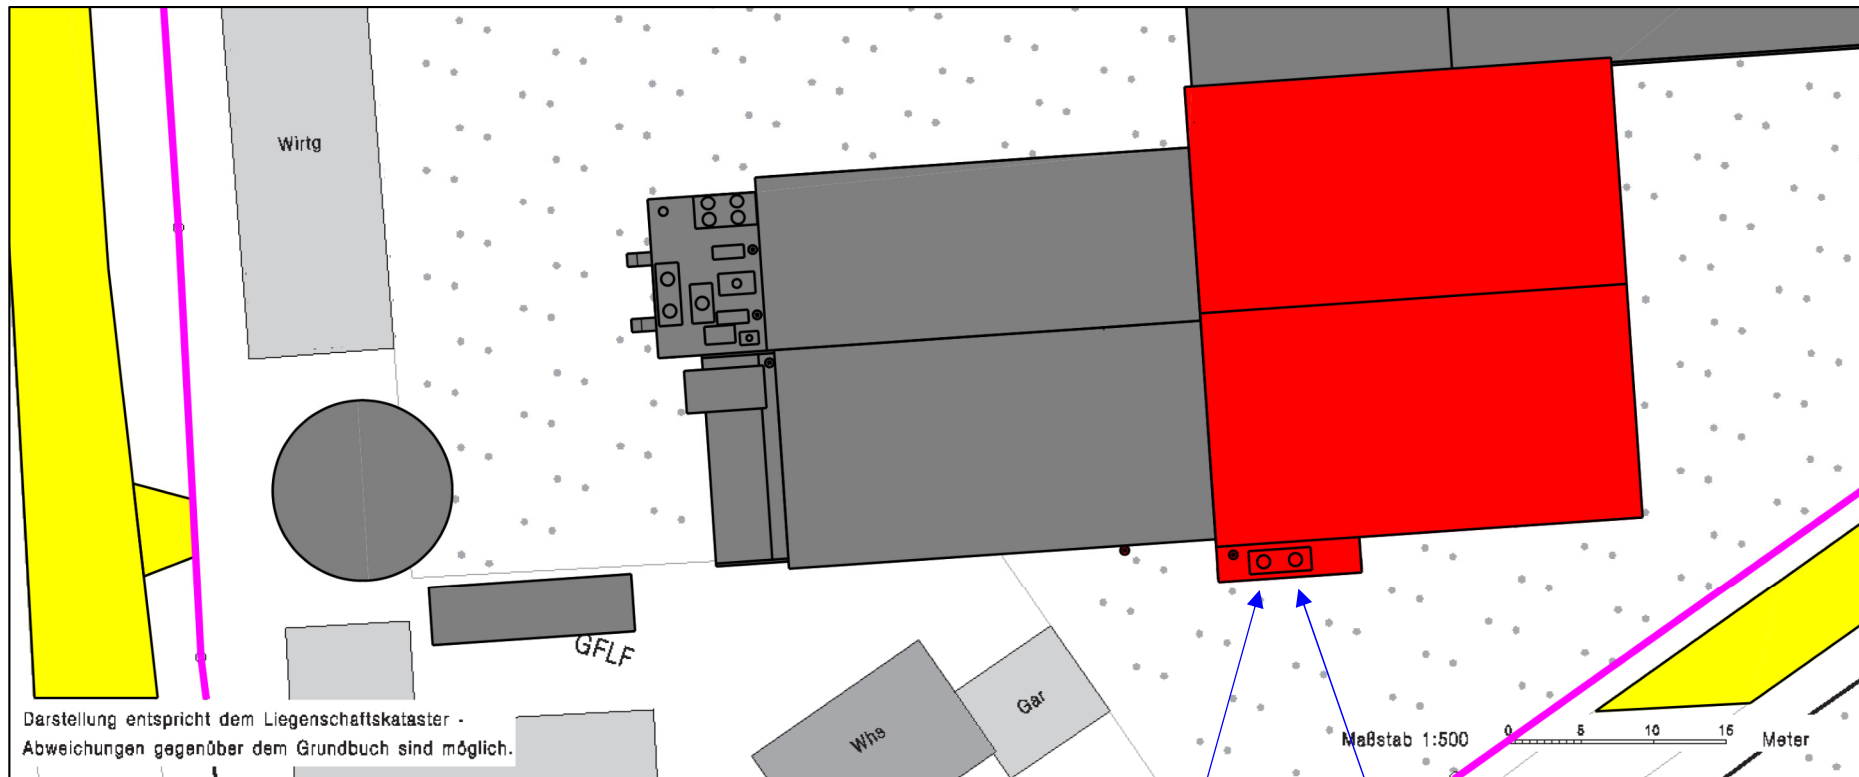 Wirtg
GFLF
Whs
Gar
Darstellung entspricht dem Liegenschaftskataster -
Abweichungen gegenüber dem Grundbuch sind möglich.
Maßstab 1:500 0 5 10 15 Meter